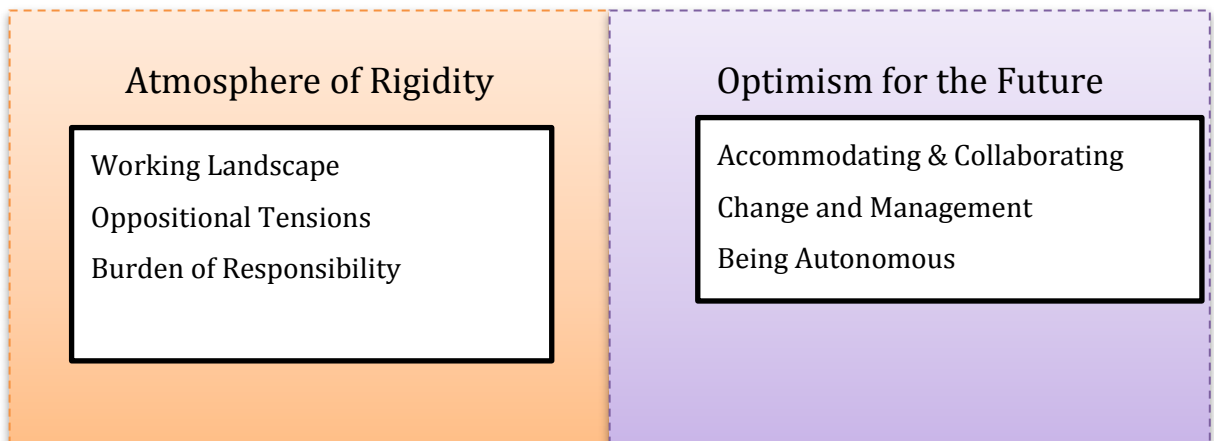 Atmosphere of Rigidity
Working Landscape
Oppositional Tensions
Burden of Responsibility
Optimism for the Future
Accommodating & Collaborating
Change and Management
Being Autonomous